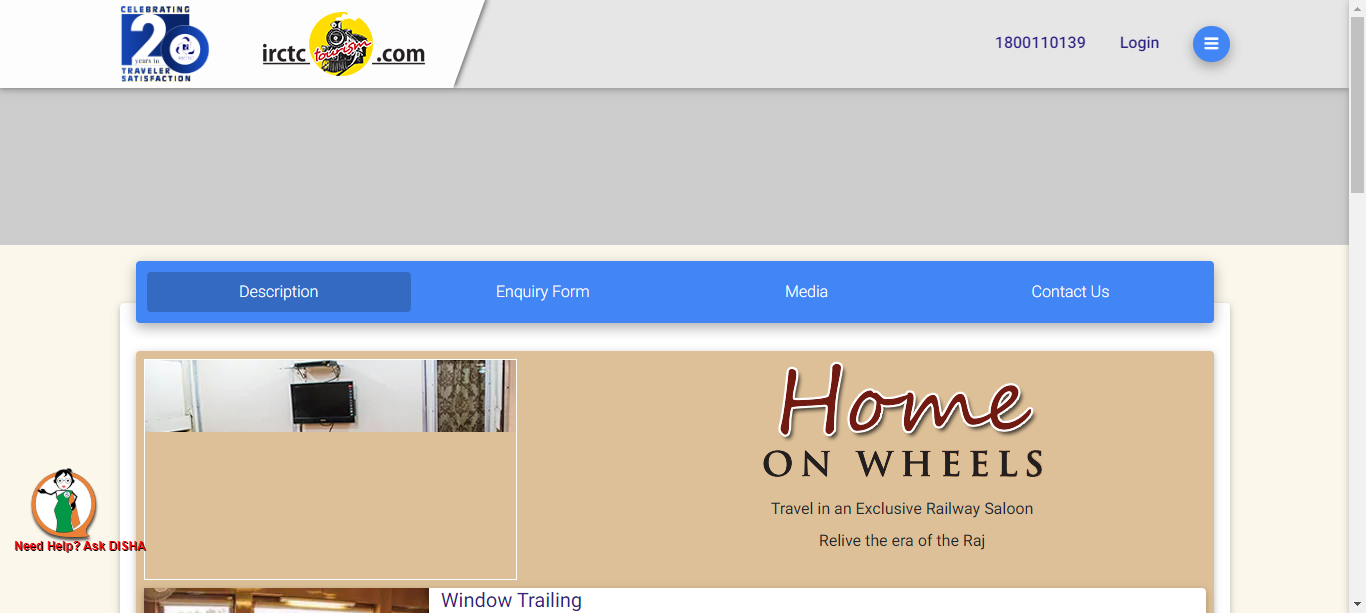 CELEBRATING
20
years in
TRAVELER
SATISFACTION
irctc tourism .com
1800110139
Login
Description
Enquiry Form
Media
Contact Us
Home
ON WHEELS
Travel in an Exclusive Railway Saloon
Relive the era of the Raj
Need Help? Ask DISHA
Window Trailing